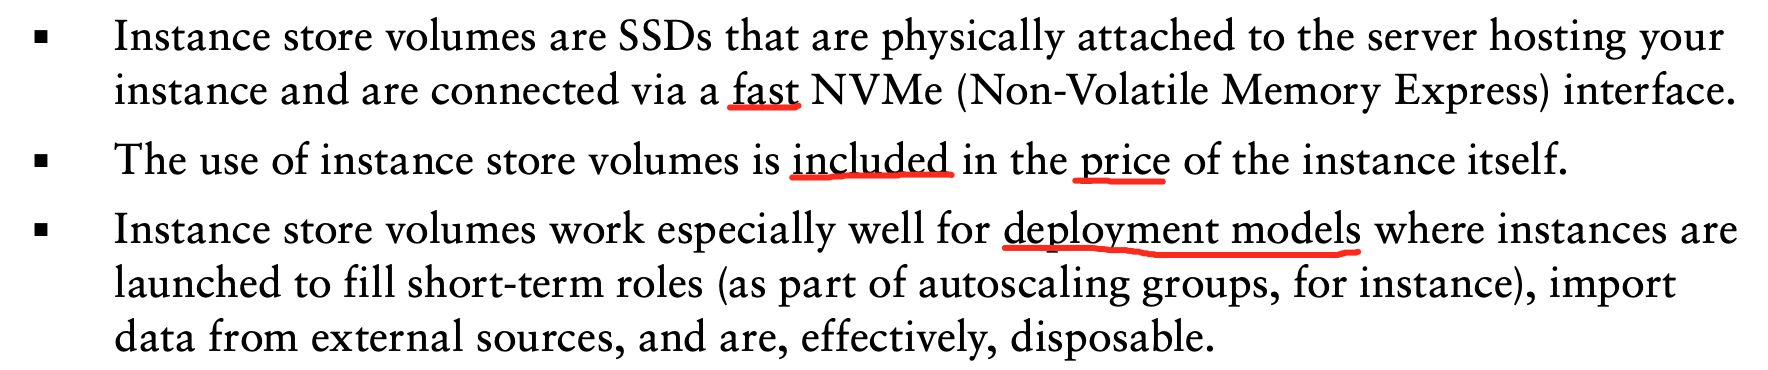 ▪ Instance store volumes are SSDs that are physically attached to the server hosting your
instance and are connected via a fast NVMe (Non-Volatile Memory Express) interface.
▪ The use of instance store volumes is included in the price of the instance itself.
▪ Instance store volumes work especially well for deployment models where instances are
launched to fill short-term roles (as part of autoscaling groups, for instance), import
data from external sources, and are, effectively, disposable.